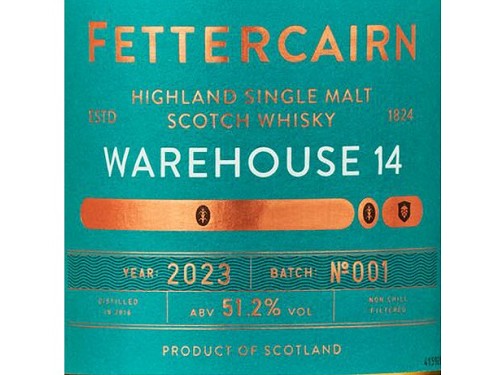 FETTERCAIRN
HIGHLAND SINGLE MALT
ESTD SCOTCH WHISKY 1824
WAREHOUSE 14
YEAR: 2023 BATCH: Nº001
DISTILLED IN 2016
ABV 51.2% VOL
NON CHILL FILTERED
PRODUCT OF SCOTLAND